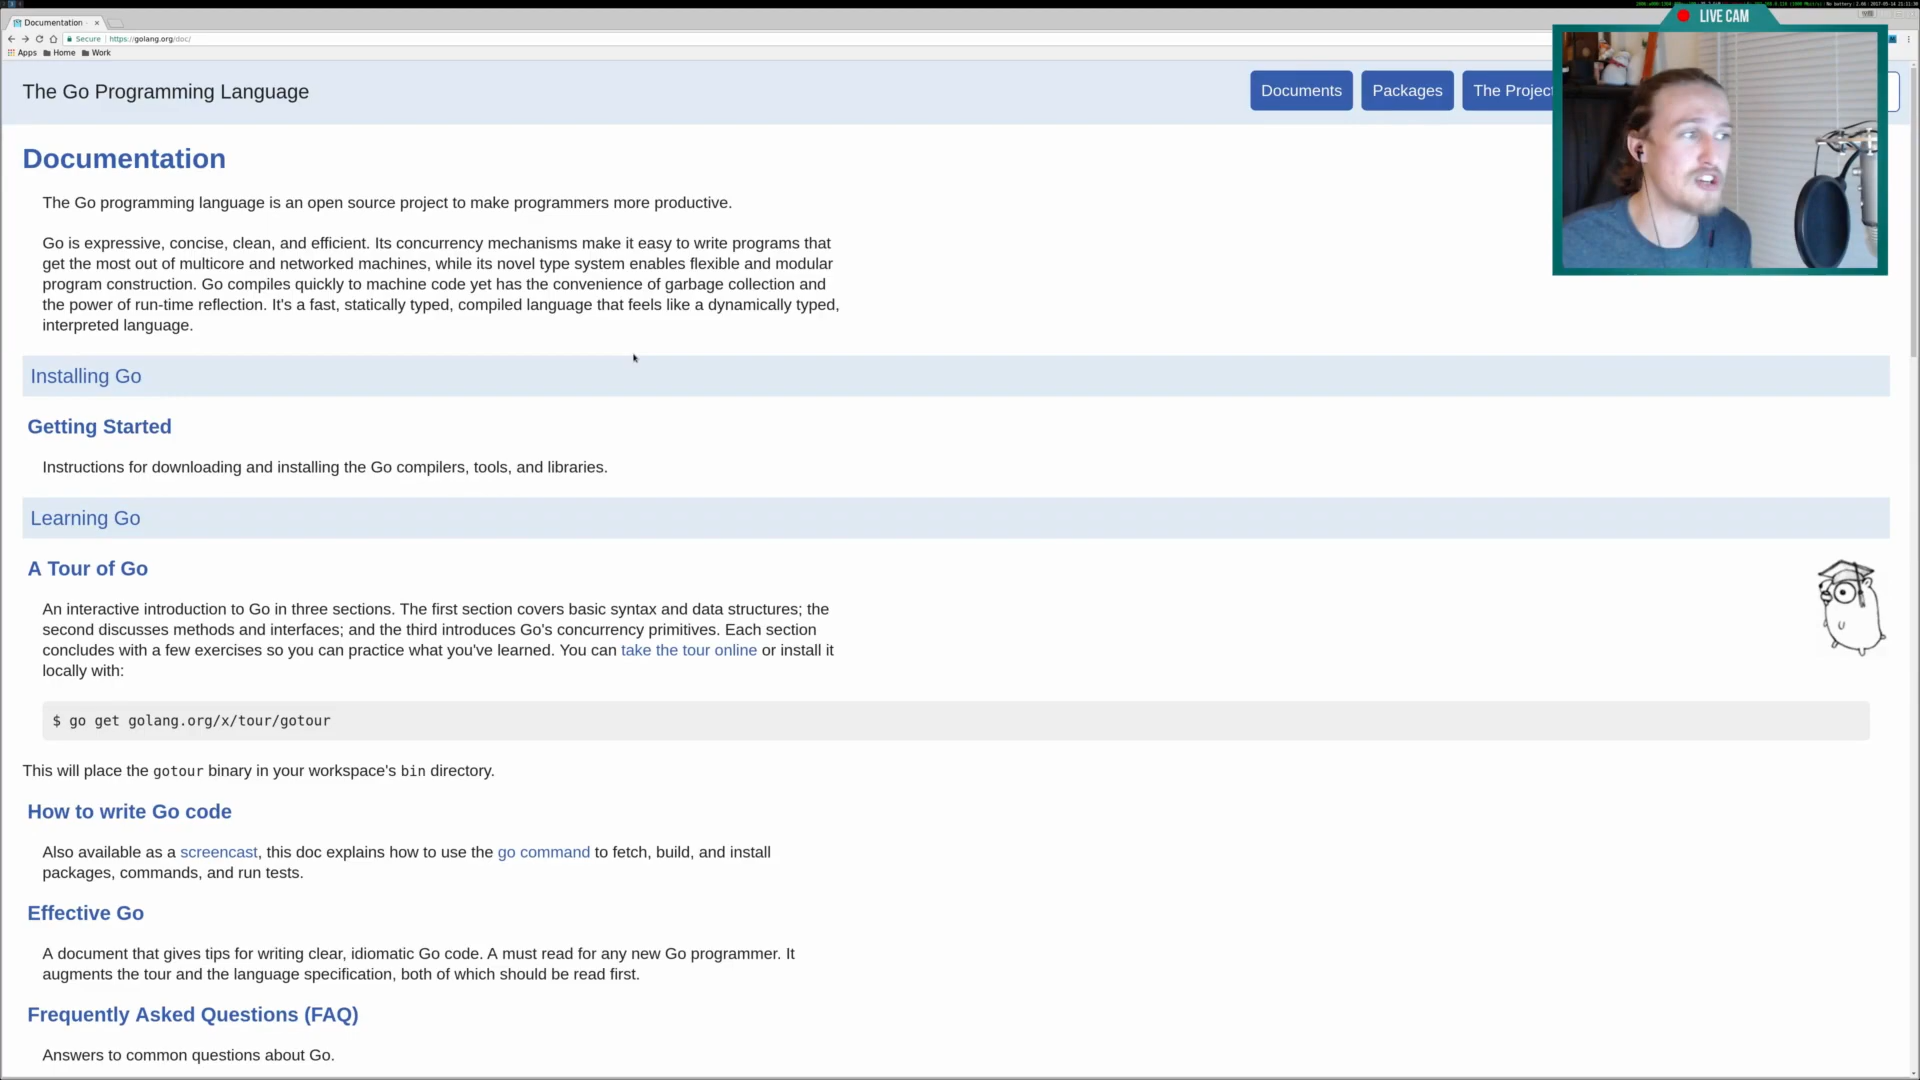 Documentation
Secure
https://golang.org/doc/
Apps
Home
Work
LIVE CAM
The Go Programming Language
Documents
Packages
The Project
Documentation
The Go programming language is an open source project to make programmers more productive.
Go is expressive, concise, clean, and efficient. Its concurrency mechanisms make it easy to write programs that
get the most out of multicore and networked machines, while its novel type system enables flexible and modular
program construction. Go compiles quickly to machine code yet has the convenience of garbage collection and
the power of run-time reflection. It's a fast, statically typed, compiled language that feels like a dynamically typed,
interpreted language.
Installing Go
Getting Started
Instructions for downloading and installing the Go compilers, tools, and libraries.
Learning Go
A Tour of Go
An interactive introduction to Go in three sections. The first section covers basic syntax and data structures; the
second discusses methods and interfaces; and the third introduces Go's concurrency primitives. Each section
concludes with a few exercises so you can practice what you've learned. You can take the tour online or install it
locally with:
$ go get golang.org/x/tour/gotour
This will place the gotour binary in your workspace's bin directory.
How to write Go code
Also available as a screencast, this doc explains how to use the go command to fetch, build, and install
packages, commands, and run tests.
Effective Go
A document that gives tips for writing clear, idiomatic Go code. A must read for any new Go programmer. It
augments the tour and the language specification, both of which should be read first.
Frequently Asked Questions (FAQ)
Answers to common questions about Go.